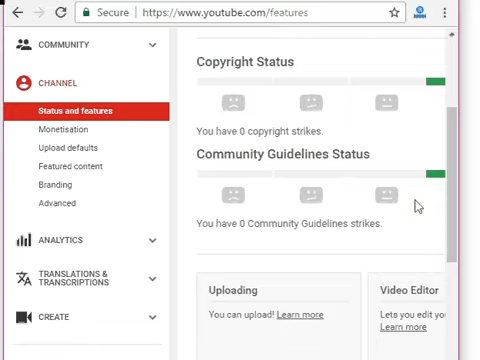 Secure https://www.youtube.com/features
COMMUNITY
CHANNEL
Status and features
Monetisation
Upload defaults
Featured content
Branding
Advanced
ANALYTICS
TRANSLATIONS &
TRANSCRIPTIONS
CREATE
Copyright Status
You have 0 copyright strikes.
Community Guidelines Status
You have 0 Community Guidelines strikes.
Uploading
You can upload! Learn more
Video Editor
Lets you edit you
Learn more